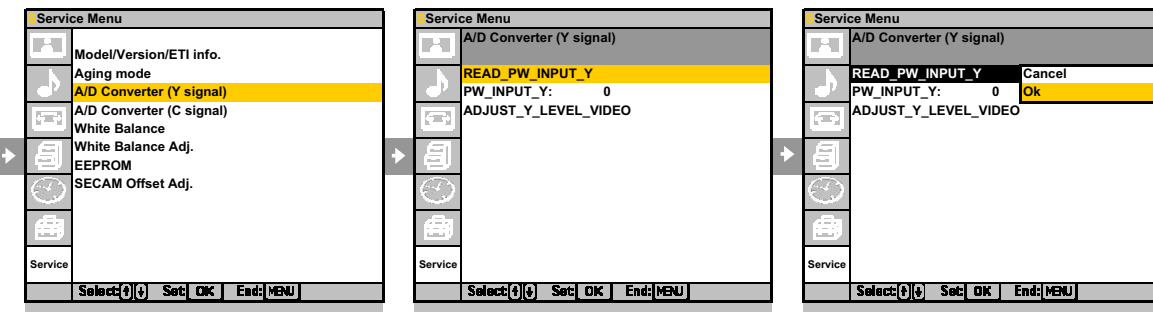 Service Menu
Model/Version/ETI info.
Aging mode
A/D Converter (Y signal)
A/D Converter (C signal)
White Balance
White Balance Adj.
EEPROM
SECAM Offset Adj.
Service
Select: Set: OK End: MENU
Service Menu
A/D Converter (Y signal)
READ_PW_INPUT_Y
PW_INPUT_Y: 0
ADJUST_Y_LEVEL_VIDEO
Service
Select: Set: OK End: MENU
Service Menu
A/D Converter (Y signal)
READ_PW_INPUT_Y Cancel
PW_INPUT_Y: 0 Ok
ADJUST_Y_LEVEL_VIDEO
Service
Select: Set: OK End: MENU